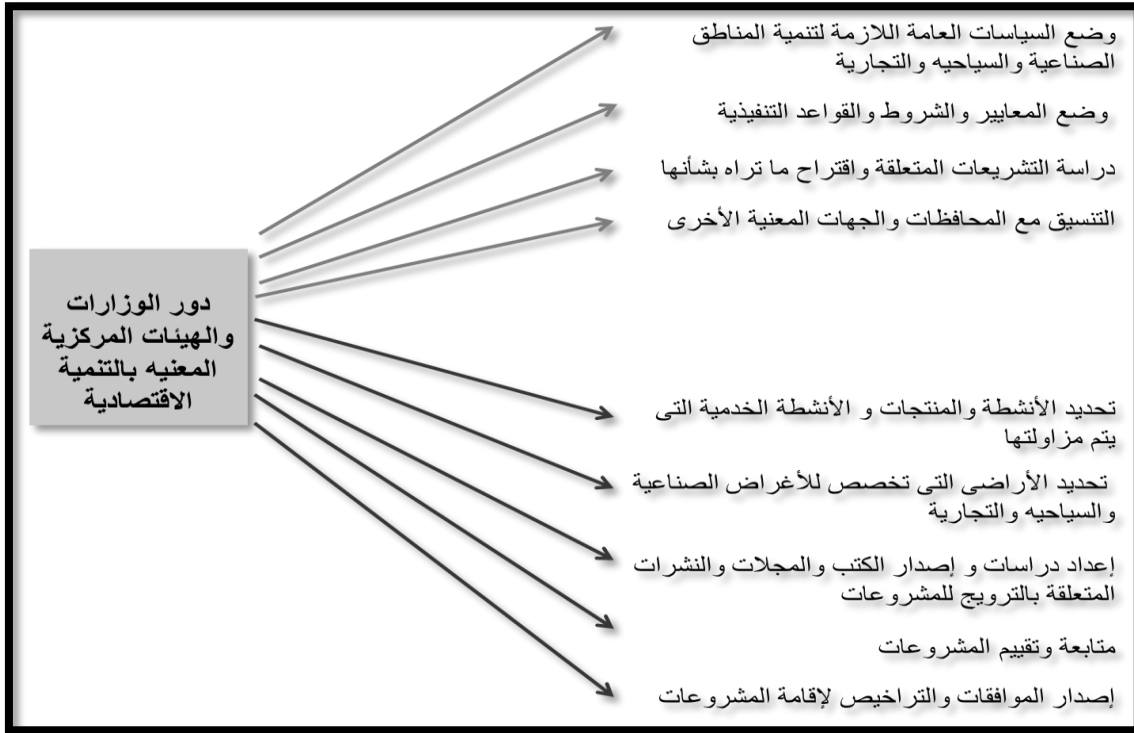 وضع السياسات العامة اللازمة لتنمية المناطق
الصناعية والسياحيه والتجارية
وضع المعايير والشروط والقواعد التنفيذية
دراسة التشريعات المتعلقة واقتراح ما تراه بشأنها
التنسيق مع المحافظات والجهات المعنية الأخرى
دور الوزارات
والهيئات المركزية
المعنيه بالتنمية
الاقتصادية
تحديد الأنشطة والمنتجات و الأنشطة الخدمية التى
يتم مزاولتها
تحديد الأراضى التى تخصص للأغراض الصناعية
والسياحيه والتجارية
إعداد دراسات و إصدار الكتب والمجلات والنشرات
المتعلقة بالترويج للمشروعات
متابعة وتقييم المشروعات
إصدار الموافقات والتراخيص لإقامة المشروعات